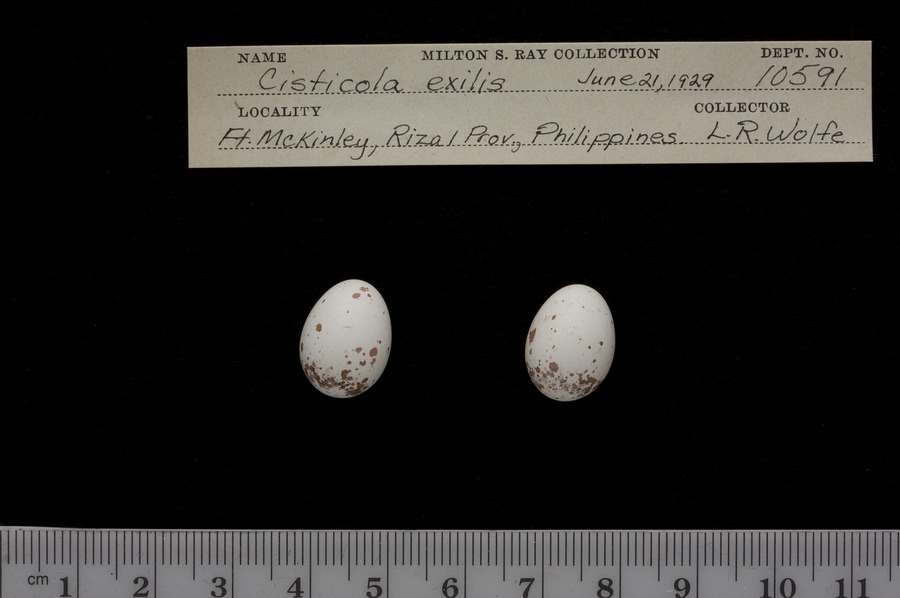 NAME MILTON S. RAY COLLECTION DEPT. NO.
Cisticola exilis June 21, 1929 10591
LOCALITY COLLECTOR
Ft. McKinley, Rizal Prov., Philippines. L.R. Wolfe
cm 1 2 3 4 5 6 7 8 9 10 11